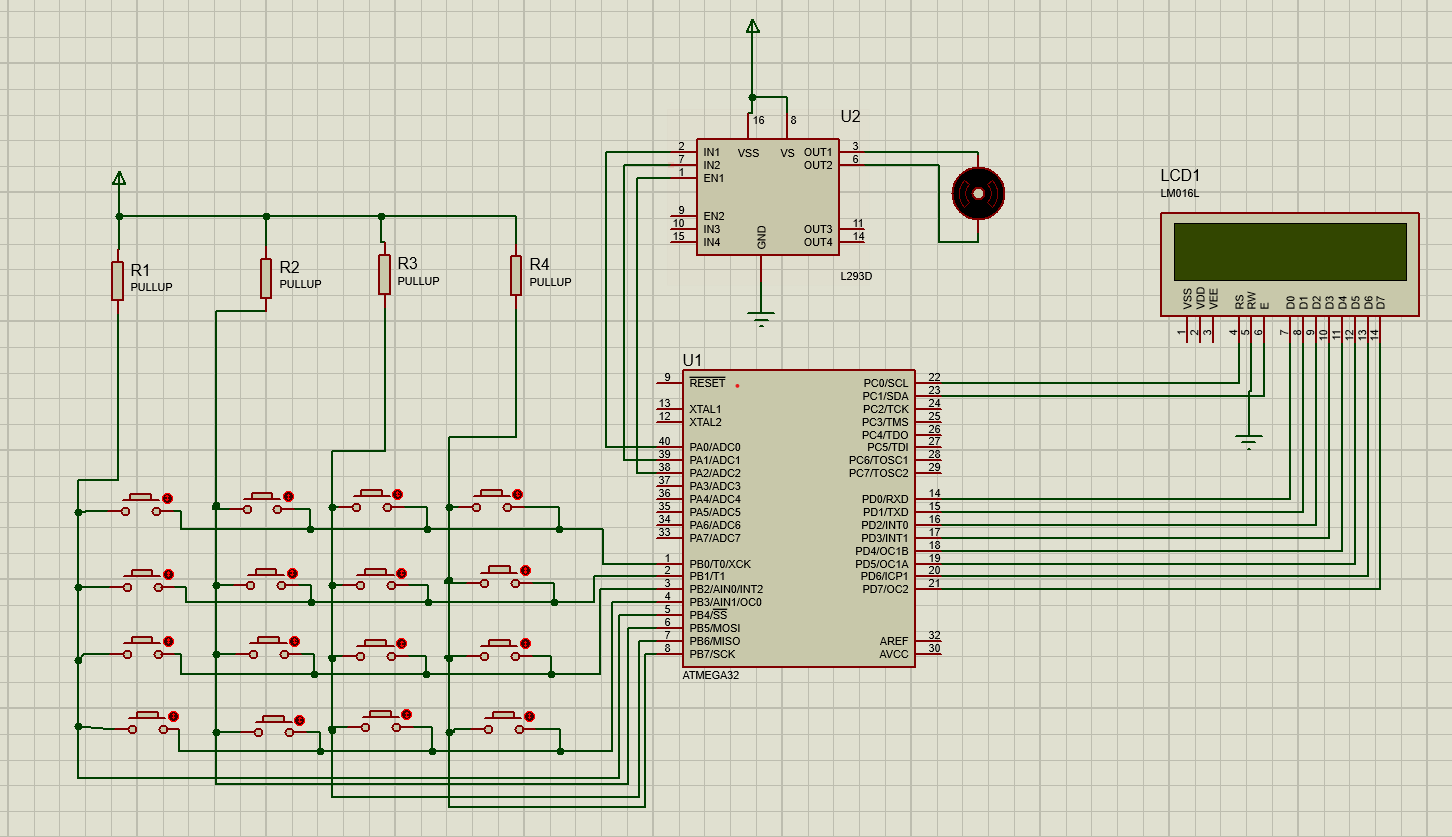 U2
16
8
2
IN1
VSS
VS
OUT1
3
7
IN2
OUT2
6
1
EN1
9
EN2
10
IN3
OUT3
11
15
IN4
OUT4
14
GND
L293D
LCD1
LM016L
VSS
VDD
VEE
RS
RW
E
D0
D1
D2
D3
D4
D5
D6
D7
1
2
3
4
5
6
7
8
9
10
11
12
13
14
R1
PULLUP
R2
PULLUP
R3
PULLUP
R4
PULLUP
U1
9
RESET
PC0/SCL
22
PC1/SDA
23
13
XTAL1
PC2/TCK
24
12
XTAL2
PC3/TMS
25
PC4/TDO
26
40
PA0/ADC0
PC5/TDI
27
39
PA1/ADC1
PC6/TOSC1
28
38
PA2/ADC2
PC7/TOSC2
29
37
PA3/ADC3
36
PA4/ADC4
PD0/RXD
14
35
PA5/ADC5
PD1/TXD
15
34
PA6/ADC6
PD2/INT0
16
33
PA7/ADC7
PD3/INT1
17
PD4/OC1B
18
1
PB0/T0/XCK
PD5/OC1A
19
2
PB1/T1
PD6/ICP1
20
3
PB2/AIN0/INT2
PD7/OC2
21
4
PB3/AIN1/OC0
5
PB4/SS
6
PB5/MOSI
7
PB6/MISO
AREF
32
8
PB7/SCK
AVCC
30
ATMEGA32